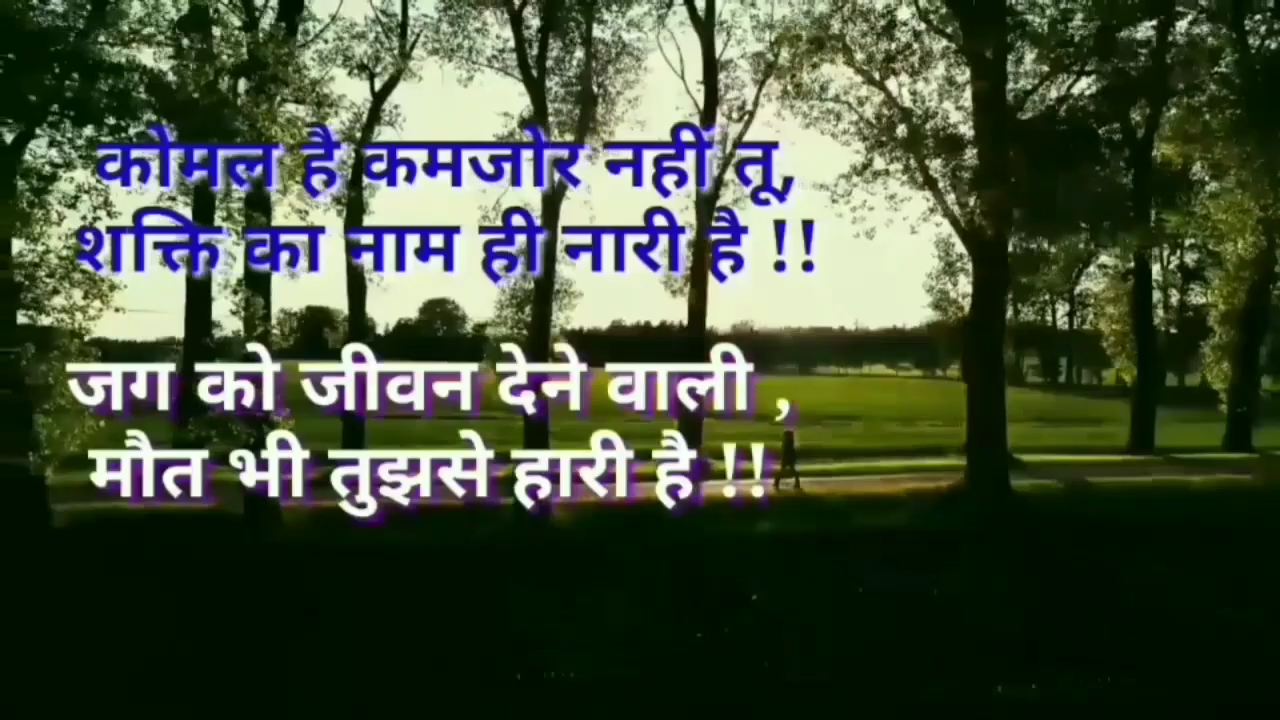 कोमल है कमजोर नहीं तू,
शक्ति का नाम ही नारी है !!
जग को जीवन देने वाली ,
मौत भी तुझसे हारी है !!